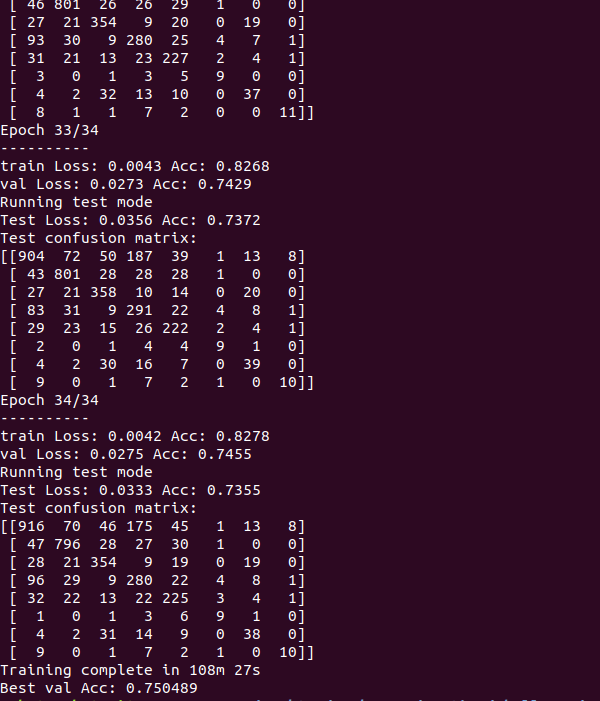 [ 46 801  26  26  29   1   0   0]
[ 27  21 354   9  20   0  19   0]
[ 93  30   9 280  25   4   7   1]
[ 31  21  13  23 227   2   4   1]
[  3   0   1   3   5   9   0   0]
[  4   2  32  13  10   0  37   0]
[  8   1   1   7   2   0   0  11]]
Epoch 33/34
----------
train Loss: 0.0043 Acc: 0.8268
val Loss: 0.0273 Acc: 0.7429
Running test mode
Test Loss: 0.0356 Acc: 0.7372
Test confusion matrix:
[[904  72  50 187  39   1  13   8]
[ 43 801  28  28  28   1   0   0]
[ 27  21 358  10  14   0  20   0]
[ 83  31   9 291  22   4   8   1]
[ 29  23  15  26 222   2   4   1]
[  2   0   1   4   4   9   1   0]
[  4   2  30  16   7   0  39   0]
[  9   0   1   7   2   1   0  10]]
Epoch 34/34
----------
train Loss: 0.0042 Acc: 0.8278
val Loss: 0.0275 Acc: 0.7455
Running test mode
Test Loss: 0.0333 Acc: 0.7355
Test confusion matrix:
[[916  70  46 175  45   1  13   8]
[ 47 796  28  27  30   1   0   0]
[ 28  21 354   9  19   0  19   0]
[ 96  29   9 280  22   4   8   1]
[ 32  22  13  22 225   3   4   1]
[  1   0   1   3   6   9   1   0]
[  4   2  31  14   9   0  38   0]
[  9   0   1   7   2   1   0  10]]
Training complete in 108m 27s
Best val Acc: 0.750489